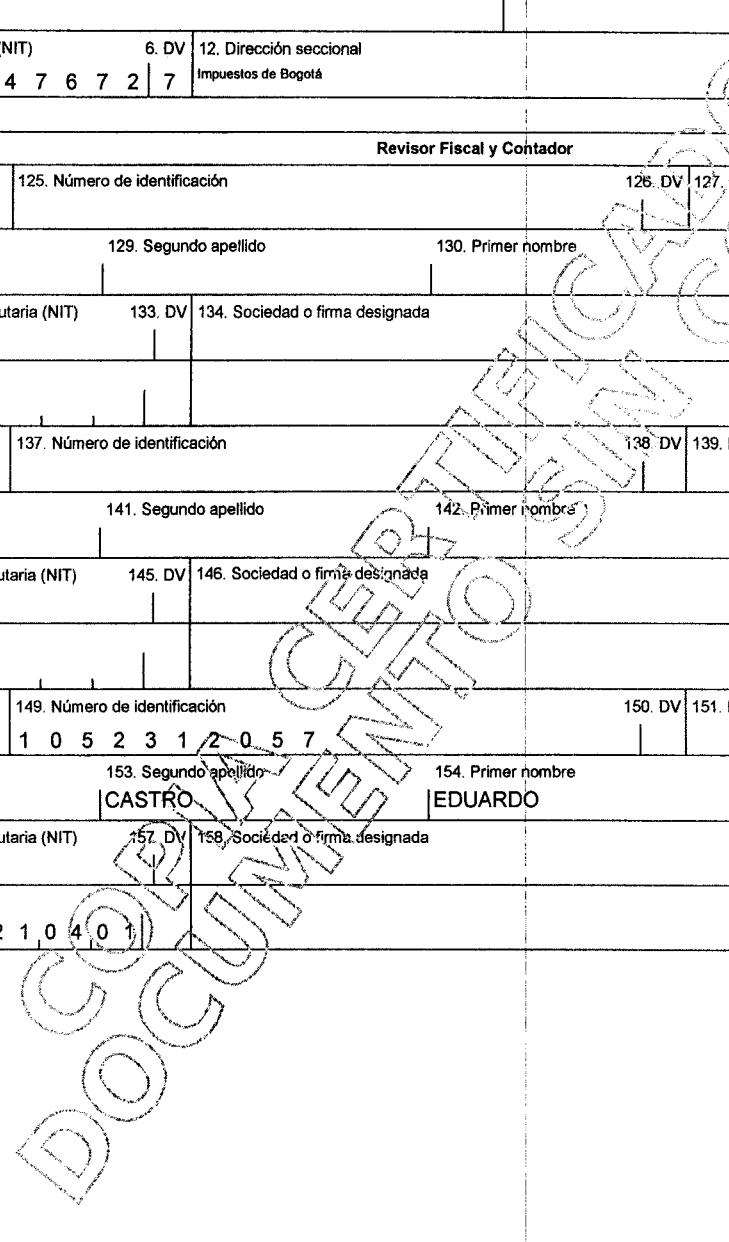 (NIT) 6. DV 12. Dirección seccional
4 7 6 7 2 7 Impuestos de Bogotá
Revisor Fiscal y Contador
125. Número de identificación 126. DV 127.
129. Segundo apellido 130. Primer nombre
utaria (NIT) 133. DV 134. Sociedad o firma designada
137. Número de identificación 138. DV 139.
141. Segundo apellido 142. Primer nombre
utaria (NIT) 145. DV 146. Sociedad o firma designada
149. Número de identificación 150. DV 151.
1 0 5 2 3 1 2 0 5 7
153. Segundo apellido 154. Primer nombre
CASTRO EDUARDO
utaria (NIT) 157. DV 158. Sociedad o firma designada
2 1 0 4 0 1
COPIA CERTIFICADA
DOCUMENTO SIN